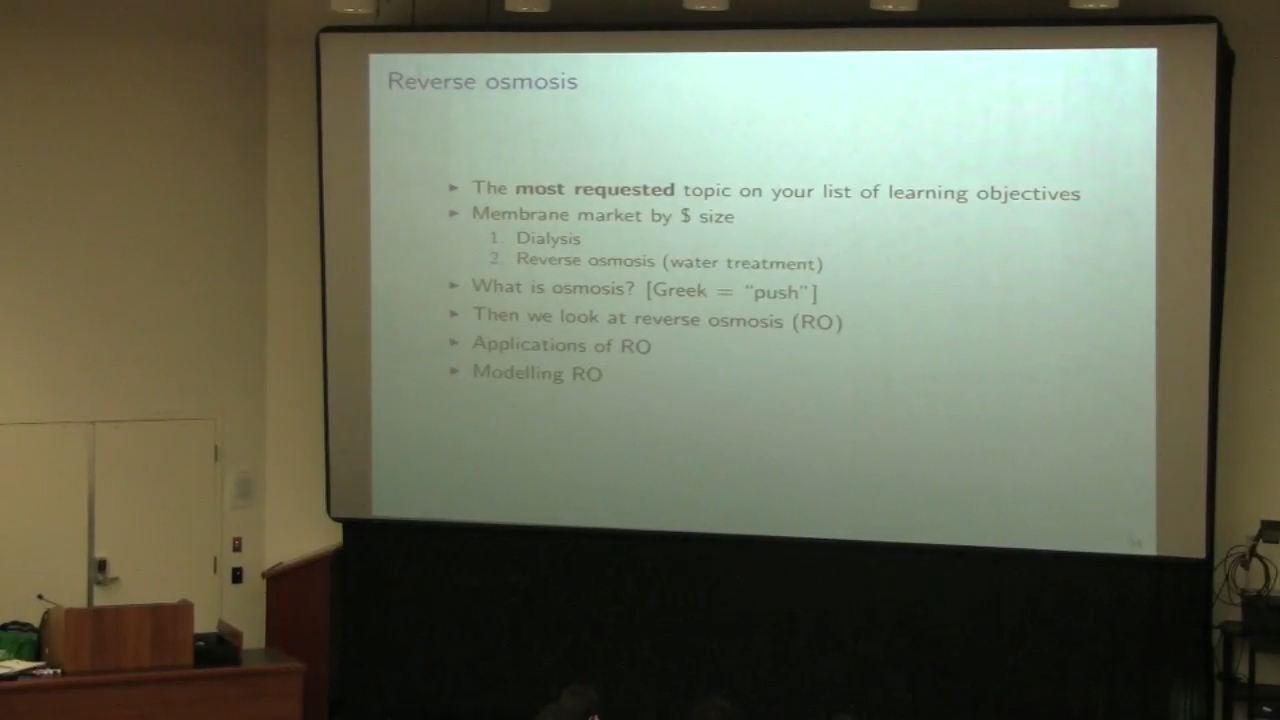 Reverse osmosis
► The most requested topic on your list of learning objectives
► Membrane market by $ size
1. Dialysis
2. Reverse osmosis (water treatment)
► What is osmosis? [Greek = "push"]
► Then we look at reverse osmosis (RO)
► Applications of RO
► Modelling RO